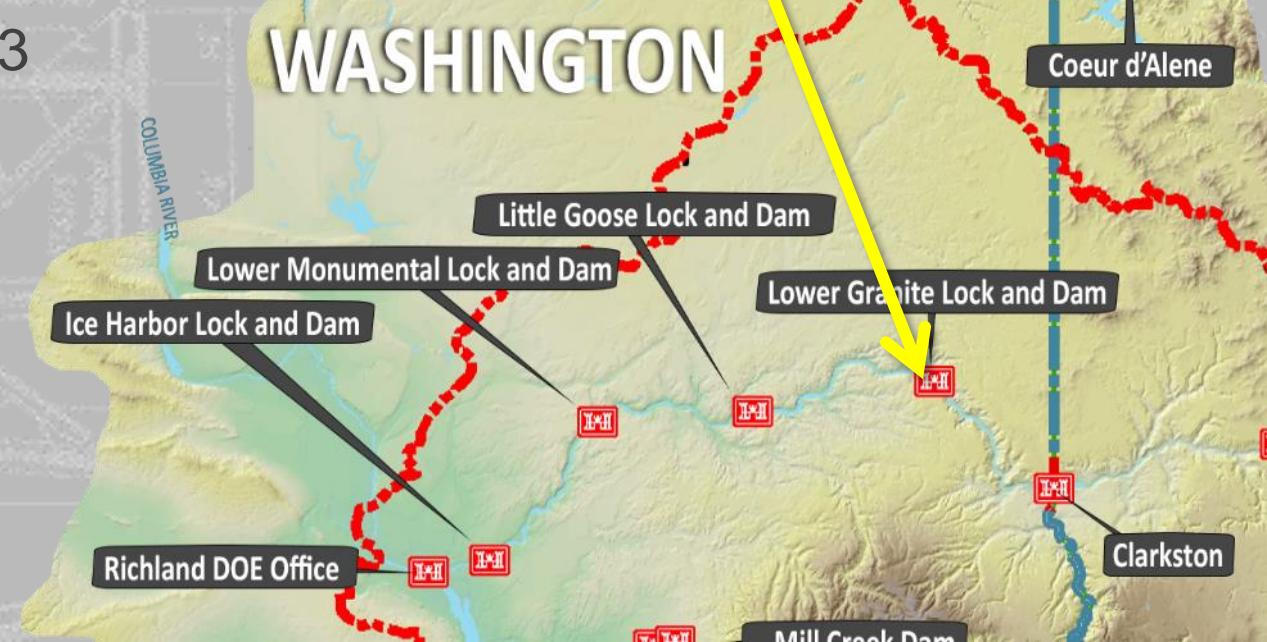 3
WASHINGTON
Coeur d'Alene
COLUMBIA RIVER
Little Goose Lock and Dam
Lower Monumental Lock and Dam
Lower Granite Lock and Dam
Ice Harbor Lock and Dam
Richland DOE Office
Clarkston
Mill Creek Dam